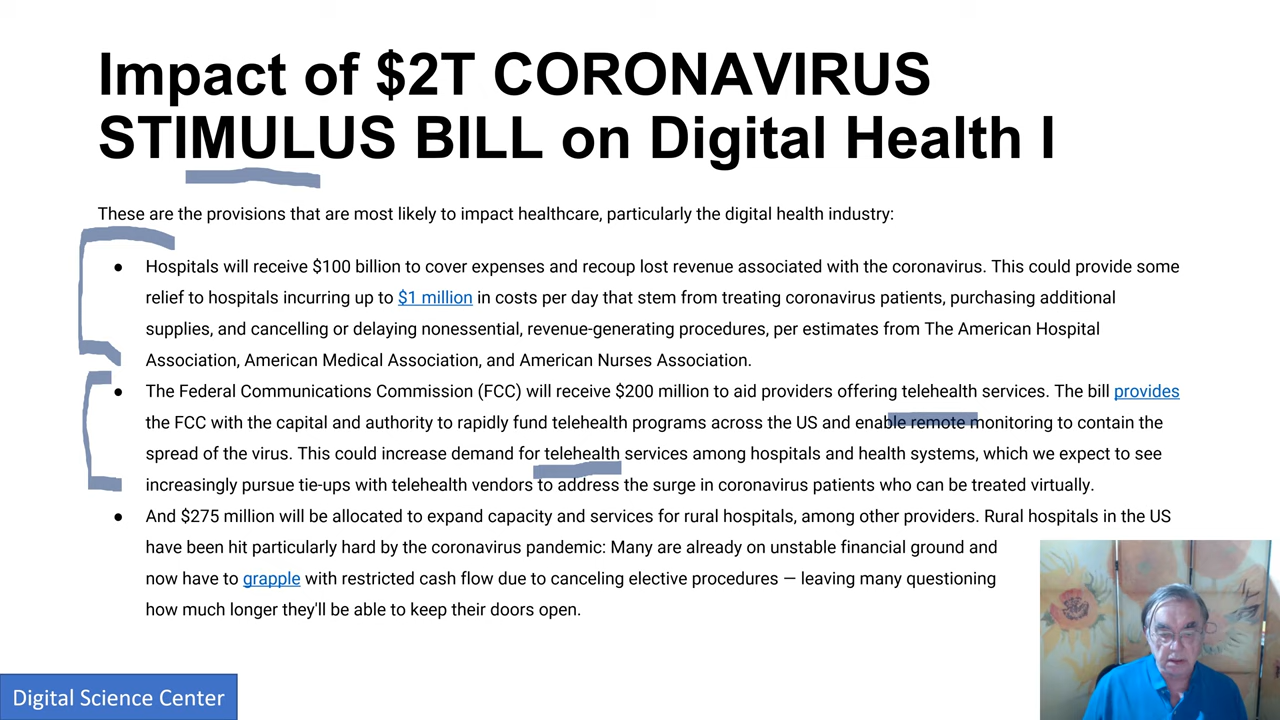 Impact of $2T CORONAVIRUS
STIMULUS BILL on Digital Health I
These are the provisions that are most likely to impact healthcare, particularly the digital health industry:
● Hospitals will receive $100 billion to cover expenses and recoup lost revenue associated with the coronavirus. This could provide some
relief to hospitals incurring up to $1 million in costs per day that stem from treating coronavirus patients, purchasing additional
supplies, and cancelling or delaying nonessential, revenue-generating procedures, per estimates from The American Hospital
Association, American Medical Association, and American Nurses Association.
● The Federal Communications Commission (FCC) will receive $200 million to aid providers offering telehealth services. The bill provides
the FCC with the capital and authority to rapidly fund telehealth programs across the US and enable remote monitoring to contain the
spread of the virus. This could increase demand for telehealth services among hospitals and health systems, which we expect to see
increasingly pursue tie-ups with telehealth vendors to address the surge in coronavirus patients who can be treated virtually.
● And $275 million will be allocated to expand capacity and services for rural hospitals, among other providers. Rural hospitals in the US
have been hit particularly hard by the coronavirus pandemic: Many are already on unstable financial ground and
now have to grapple with restricted cash flow due to canceling elective procedures — leaving many questioning
how much longer they'll be able to keep their doors open.
Digital Science Center